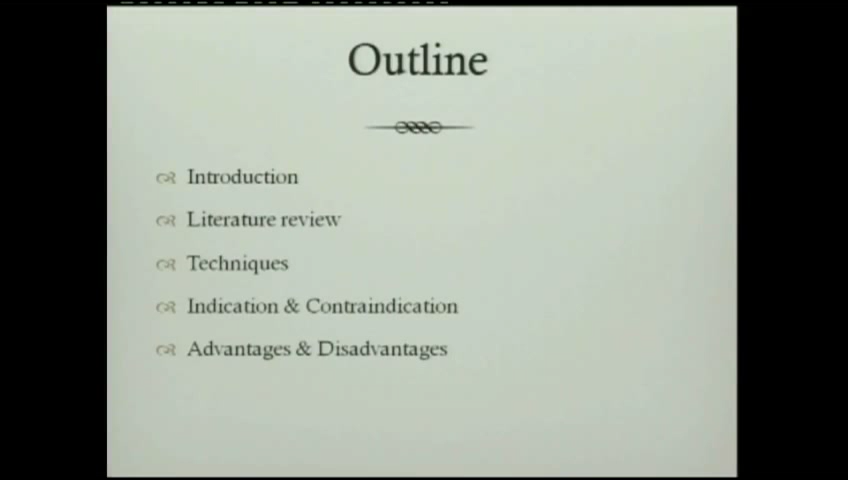 Outline
Introduction
Literature review
Techniques
Indication & Contraindication
Advantages & Disadvantages